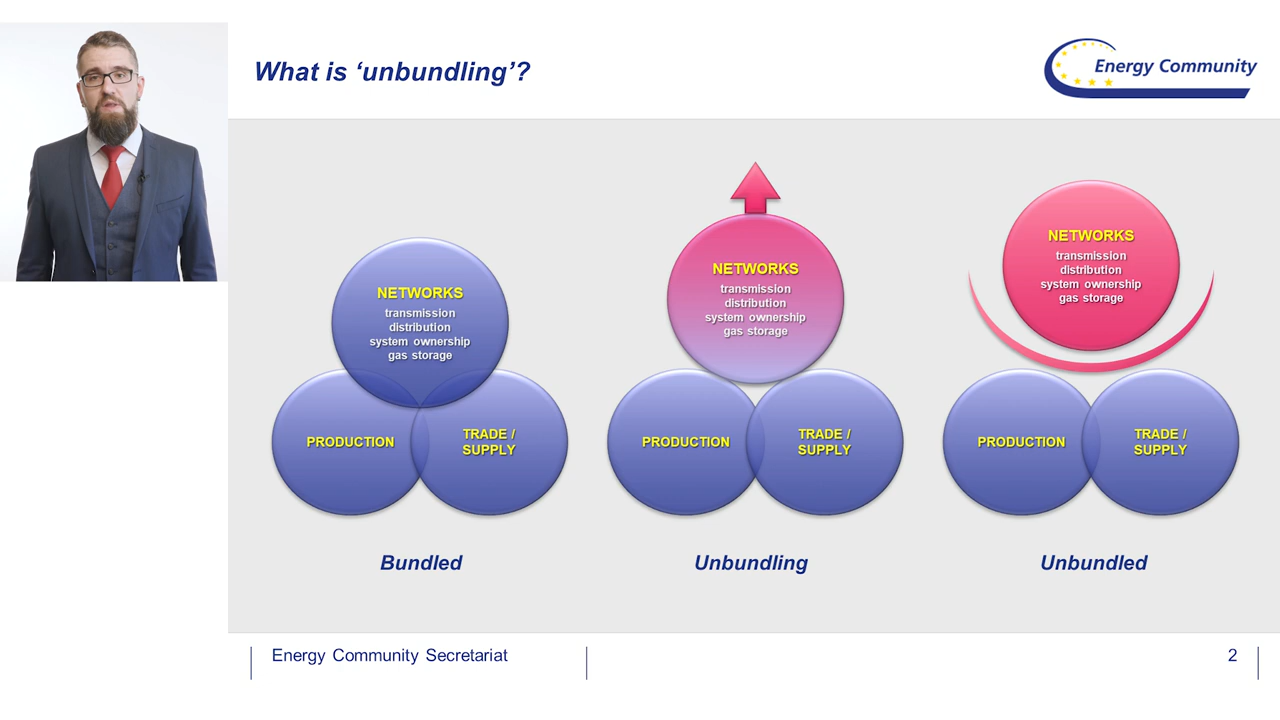 What is ‘unbundling’?
Energy Community
NETWORKS
transmission
distribution
system ownership
gas storage
PRODUCTION
TRADE /
SUPPLY
Bundled
NETWORKS
transmission
distribution
system ownership
gas storage
PRODUCTION
TRADE /
SUPPLY
Unbundling
NETWORKS
transmission
distribution
system ownership
gas storage
PRODUCTION
TRADE /
SUPPLY
Unbundled
Energy Community Secretariat
2